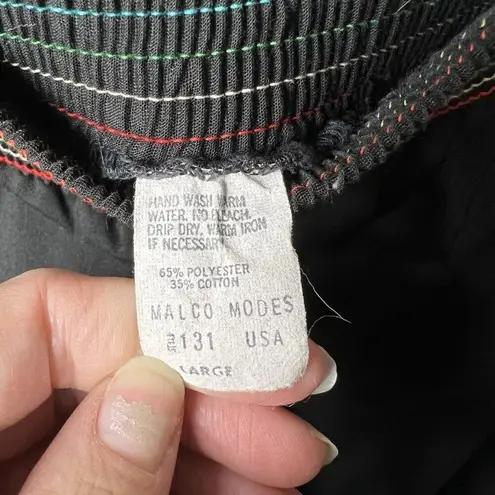 HAND WASH WARM
WATER. NO BLEACH.
DRIP DRY, WARM IRON
IF NECESSARY
65% POLYESTER
35% COTTON
MALCO MODES
131 USA
LARGE